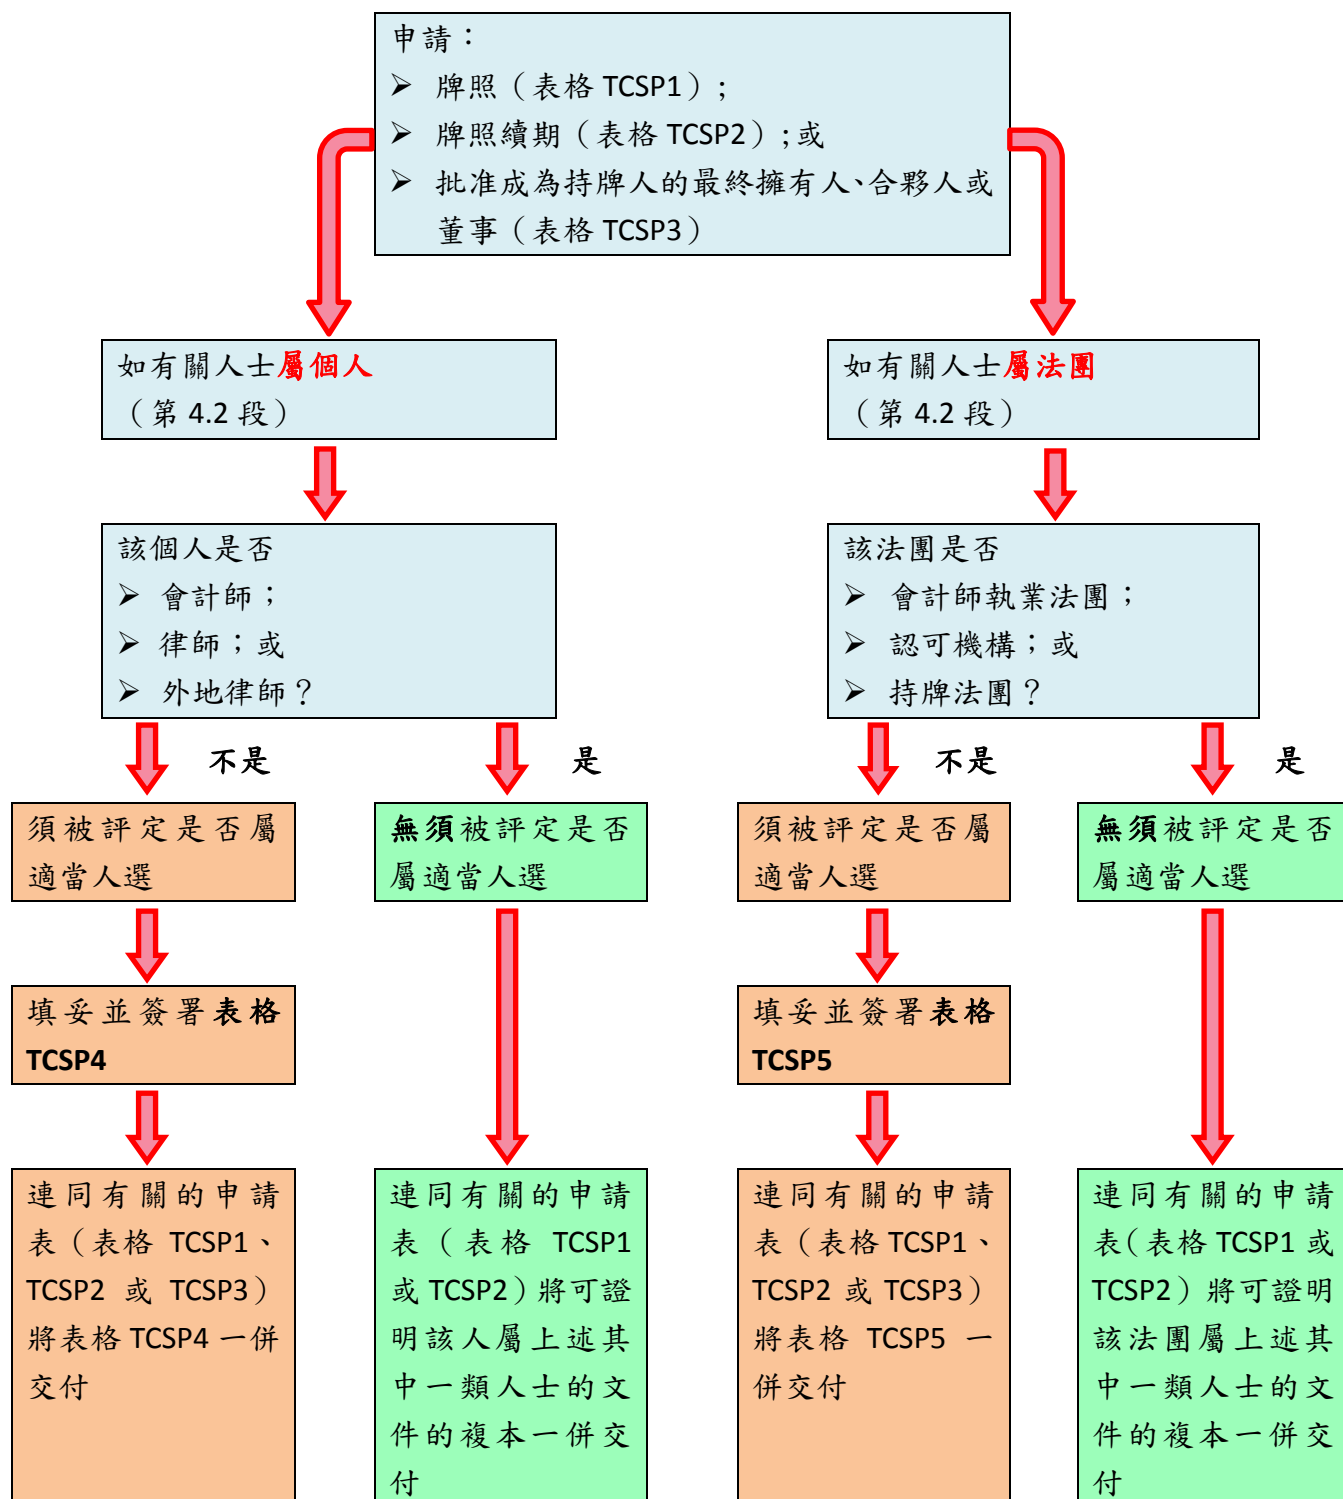 申請：
➢ 牌照（表格 TCSP1）；
➢ 牌照續期（表格 TCSP2）；或
➢ 批准成為持牌人的最終擁有人、合夥人或
董事（表格 TCSP3）
如有關人士屬個人
（第 4.2 段）
如有關人士屬法團
（第 4.2 段）
該個人是否
➢ 會計師；
➢ 律師；或
➢ 外地律師？
該法團是否
➢ 會計師執業法團；
➢ 認可機構；或
➢ 持牌法團？
不是
是
不是
是
須被評定是否屬
適當人選
無須被評定是否
屬適當人選
須被評定是否屬
適當人選
無須被評定是否
屬適當人選
填妥並簽署表格
TCSP4
填妥並簽署表格
TCSP5
連同有關的申請
表（表格 TCSP1、
TCSP2 或 TCSP3）
將表格 TCSP4 一併
交付
連同有關的申請
表（表格 TCSP1
或 TCSP2）將可證
明該人屬上述其
中一類人士的文
件的複本一併交
付
連同有關的申請
表（表格 TCSP1、
TCSP2 或 TCSP3）
將表格 TCSP5 一
併交付
連同有關的申請
表（表格 TCSP1 或
TCSP2）將可證明
該法團屬上述其
中一類人士的文
件的複本一併交
付